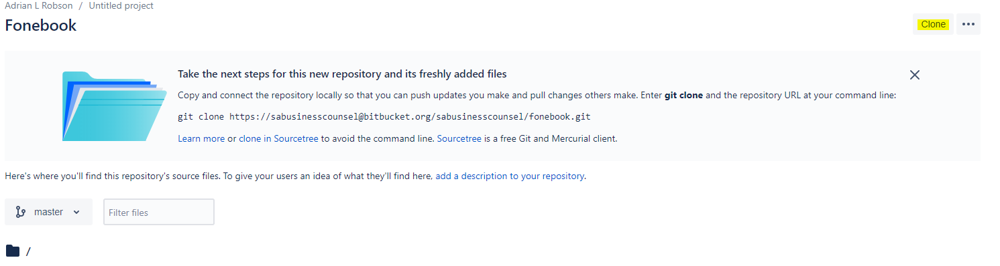 Adrian L Robson / Untitled project
Fonebook
Clone
Take the next steps for this new repository and its freshly added files
Copy and connect the repository locally so that you can push updates you make and pull changes others make. Enter git clone and the repository URL at your command line:
git clone https://sabusinesscounsel@bitbucket.org/sabusinesscounsel/fonebook.git
Learn more or clone in Sourcetree to avoid the command line. Sourcetree is a free Git and Mercurial client.
Here's where you'll find this repository's source files. To give your users an idea of what they'll find here, add a description to your repository.
master
Filter files
/